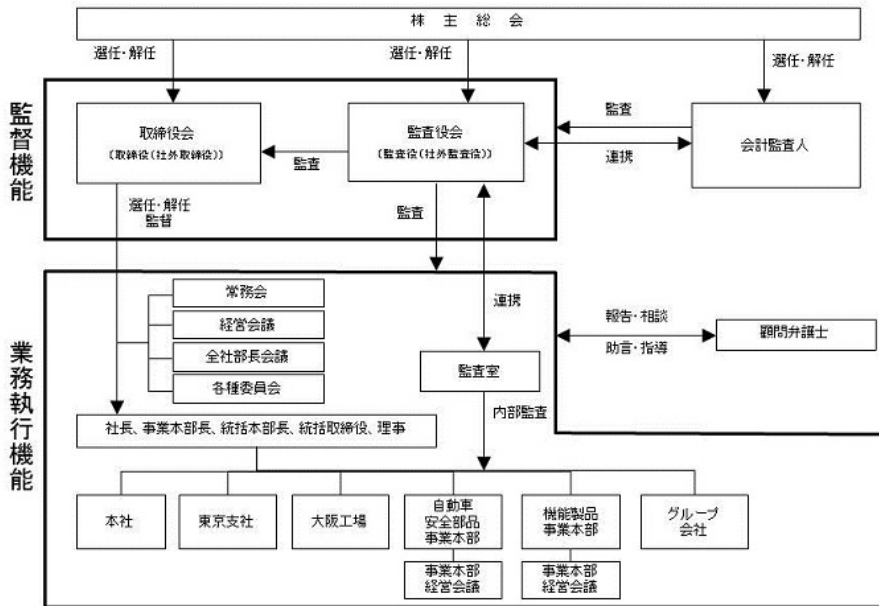 株 主 総 会
選任・解任
選任・解任
選任・解任
監督機能
取締役会
〔取締役(社外取締役)〕
監査
監査役会
〔監査役(社外監査役)〕
監査
連携
会計監査人
選任・解任
監督
監査
連携
業務執行機能
常務会
経営会議
全社部長会議
各種委員会
監査室
報告・相談
助言・指導
顧問弁護士
内部監査
社長、事業本部長、統括本部長、統括取締役、理事
本社
東京支社
大阪工場
自動車
安全部品
事業本部
機能製品
事業本部
グループ
会社
事業本部
経営会議
事業本部
経営会議